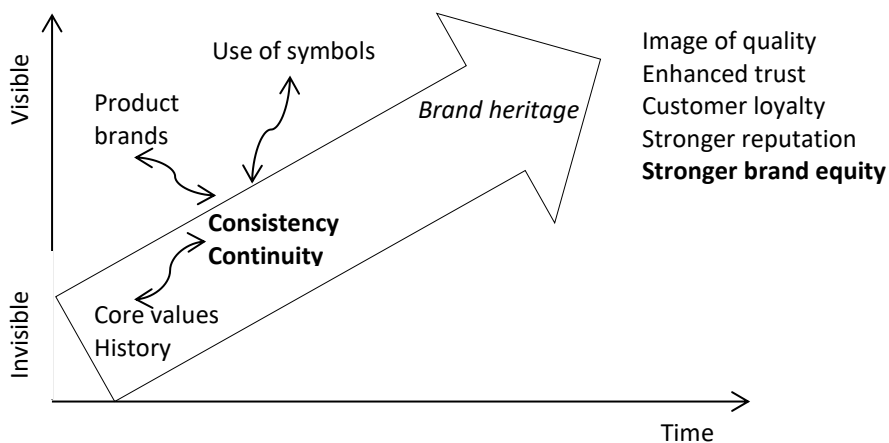 Use of symbols
Product
brands
Brand heritage
Image of quality
Enhanced trust
Customer loyalty
Stronger reputation
Stronger brand equity
Visible
Consistency
Continuity
Core values
History
Invisible
Time